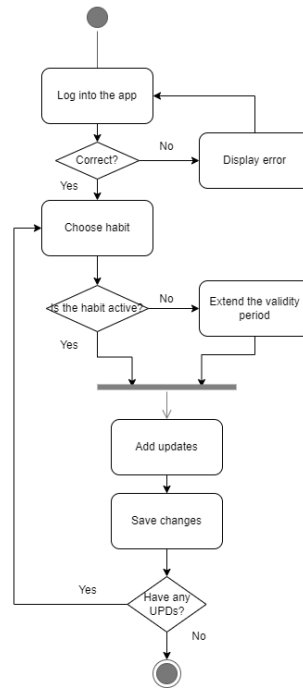 Log into the app
Correct?
No
Display error
Yes
Choose habit
Is the habit active?
No
Extend the validity
period
Yes
Add updates
Save changes
Have any
UPDs?
Yes
No